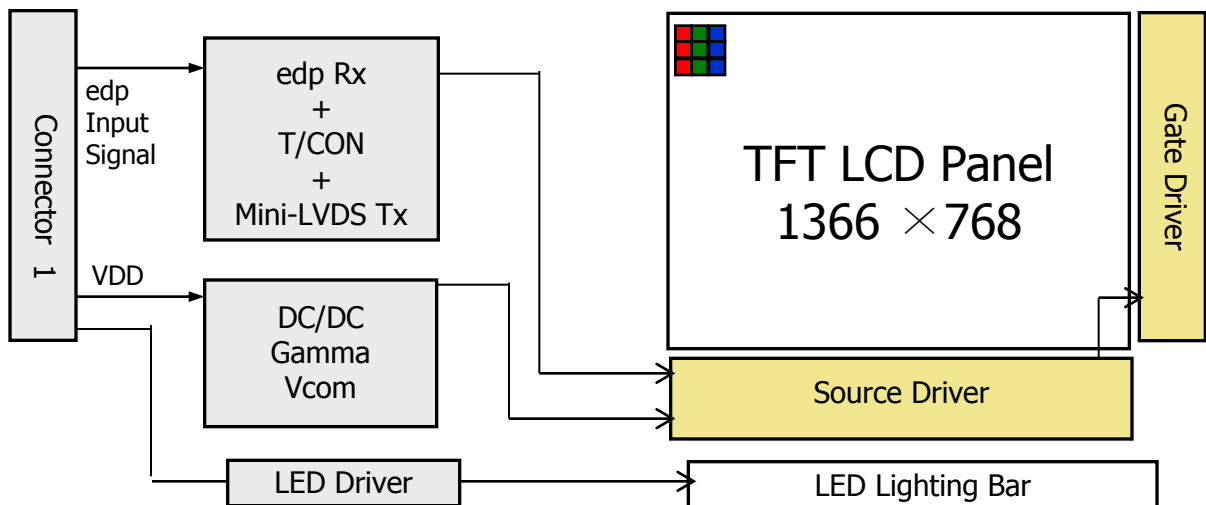 Connector 1
edp
Input
Signal
edp Rx
+
T/CON
+
Mini-LVDS Tx
VDD
DC/DC
Gamma
Vcom
LED Driver
TFT LCD Panel
1366 ×768
Gate Driver
Source Driver
LED Lighting Bar